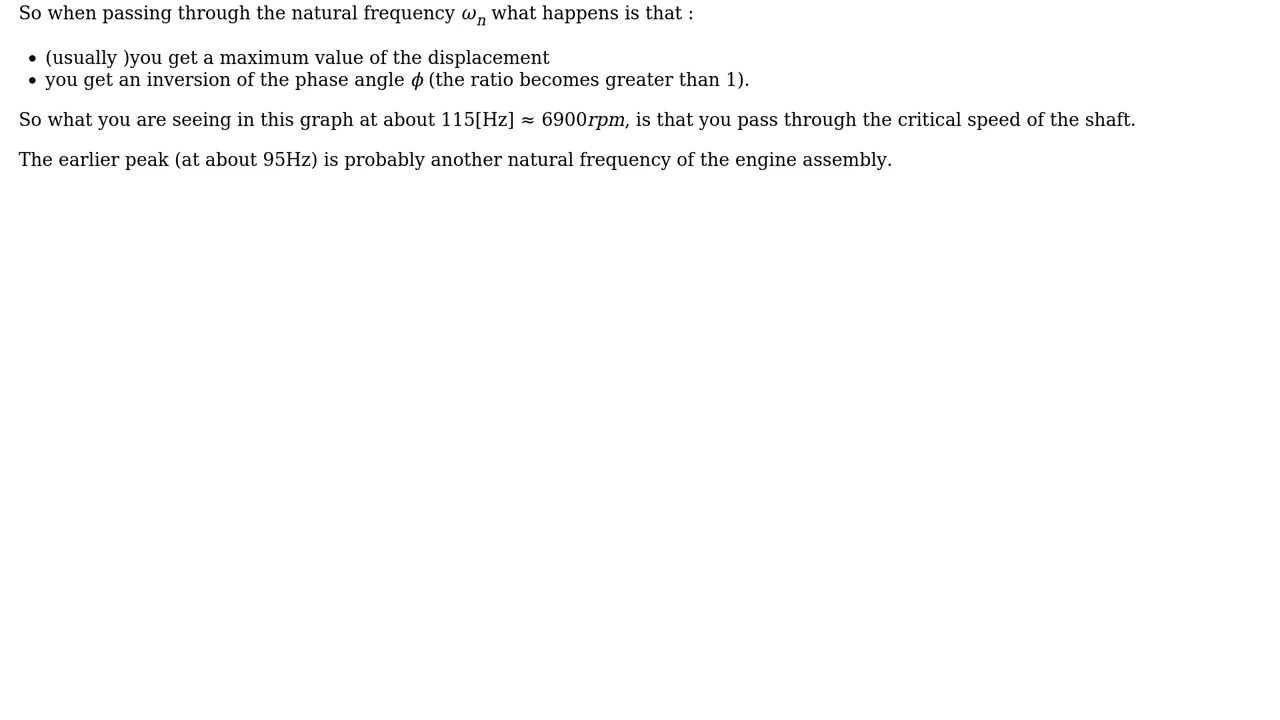 So when passing through the natural frequency ωn what happens is that :
• (usually )you get a maximum value of the displacement
• you get an inversion of the phase angle ϕ (the ratio becomes greater than 1).
So what you are seeing in this graph at about 115[Hz] ≈ 6900rpm, is that you pass through the critical speed of the shaft.
The earlier peak (at about 95Hz) is probably another natural frequency of the engine assembly.